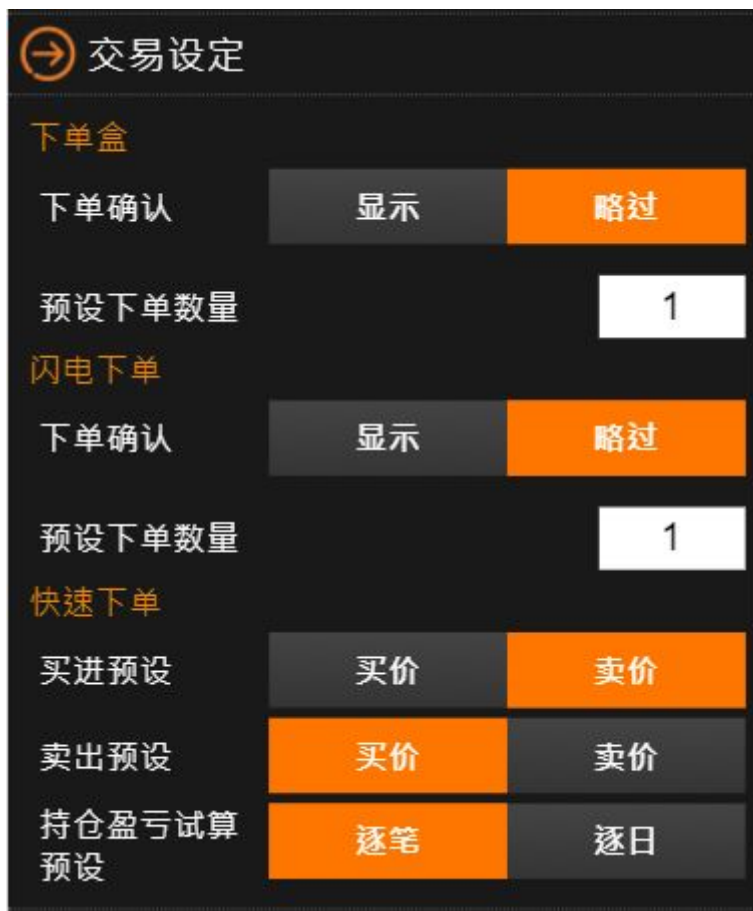 交易设定
下单盒
下单确认 显示 略过
预设下单数量 1
闪电下单
下单确认 显示 略过
预设下单数量 1
快速下单
买进预设 买价 卖价
卖出预设 买价 卖价
持仓盈亏试算
预设 逐笔 逐日